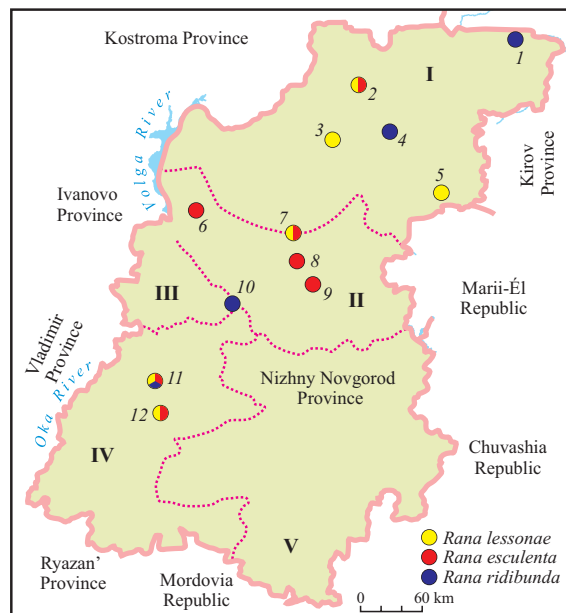 Kostroma Province
I
1
2
Volga River
3
4
Kirov
Province
5
Ivanovo
Province
6
7
8
9
10
III
II
Marii-Él
Republic
Vladimir
Province
Oka River
11
12
Nizhny Novgorod
Province
IV
Chuvashia
Republic
V
Ryazan’
Province
Mordovia
Republic
Rana lessonae
Rana esculenta
Rana ridibunda
0 60 km